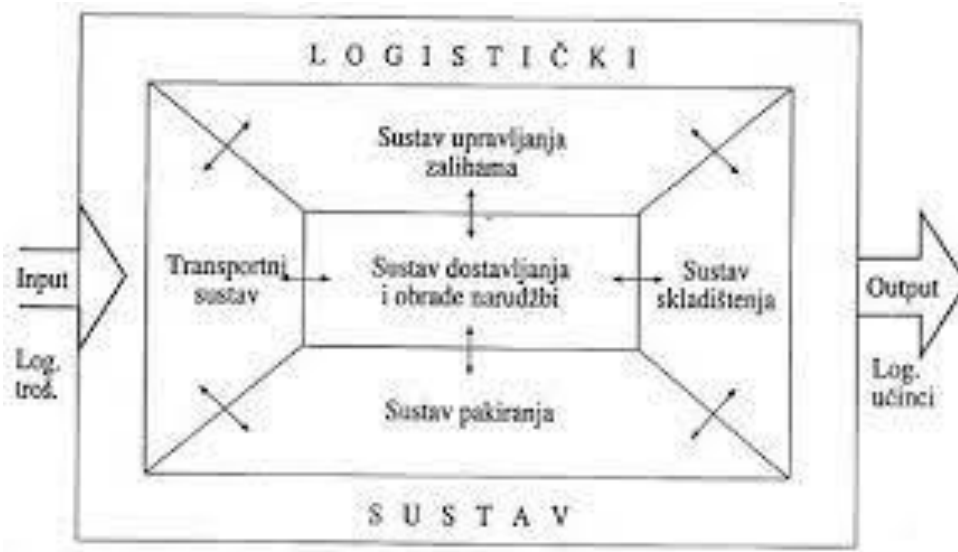 L O G I S T I Č K I
Sustav upravljanja
zalihama
Input
Transportni
sustav
Sustav dostavljanja
i obrade narudžbi
Sustav
skladištenja
Output
Log.
troš.
Log.
učinci
Sustav pakiranja
S U S T A V